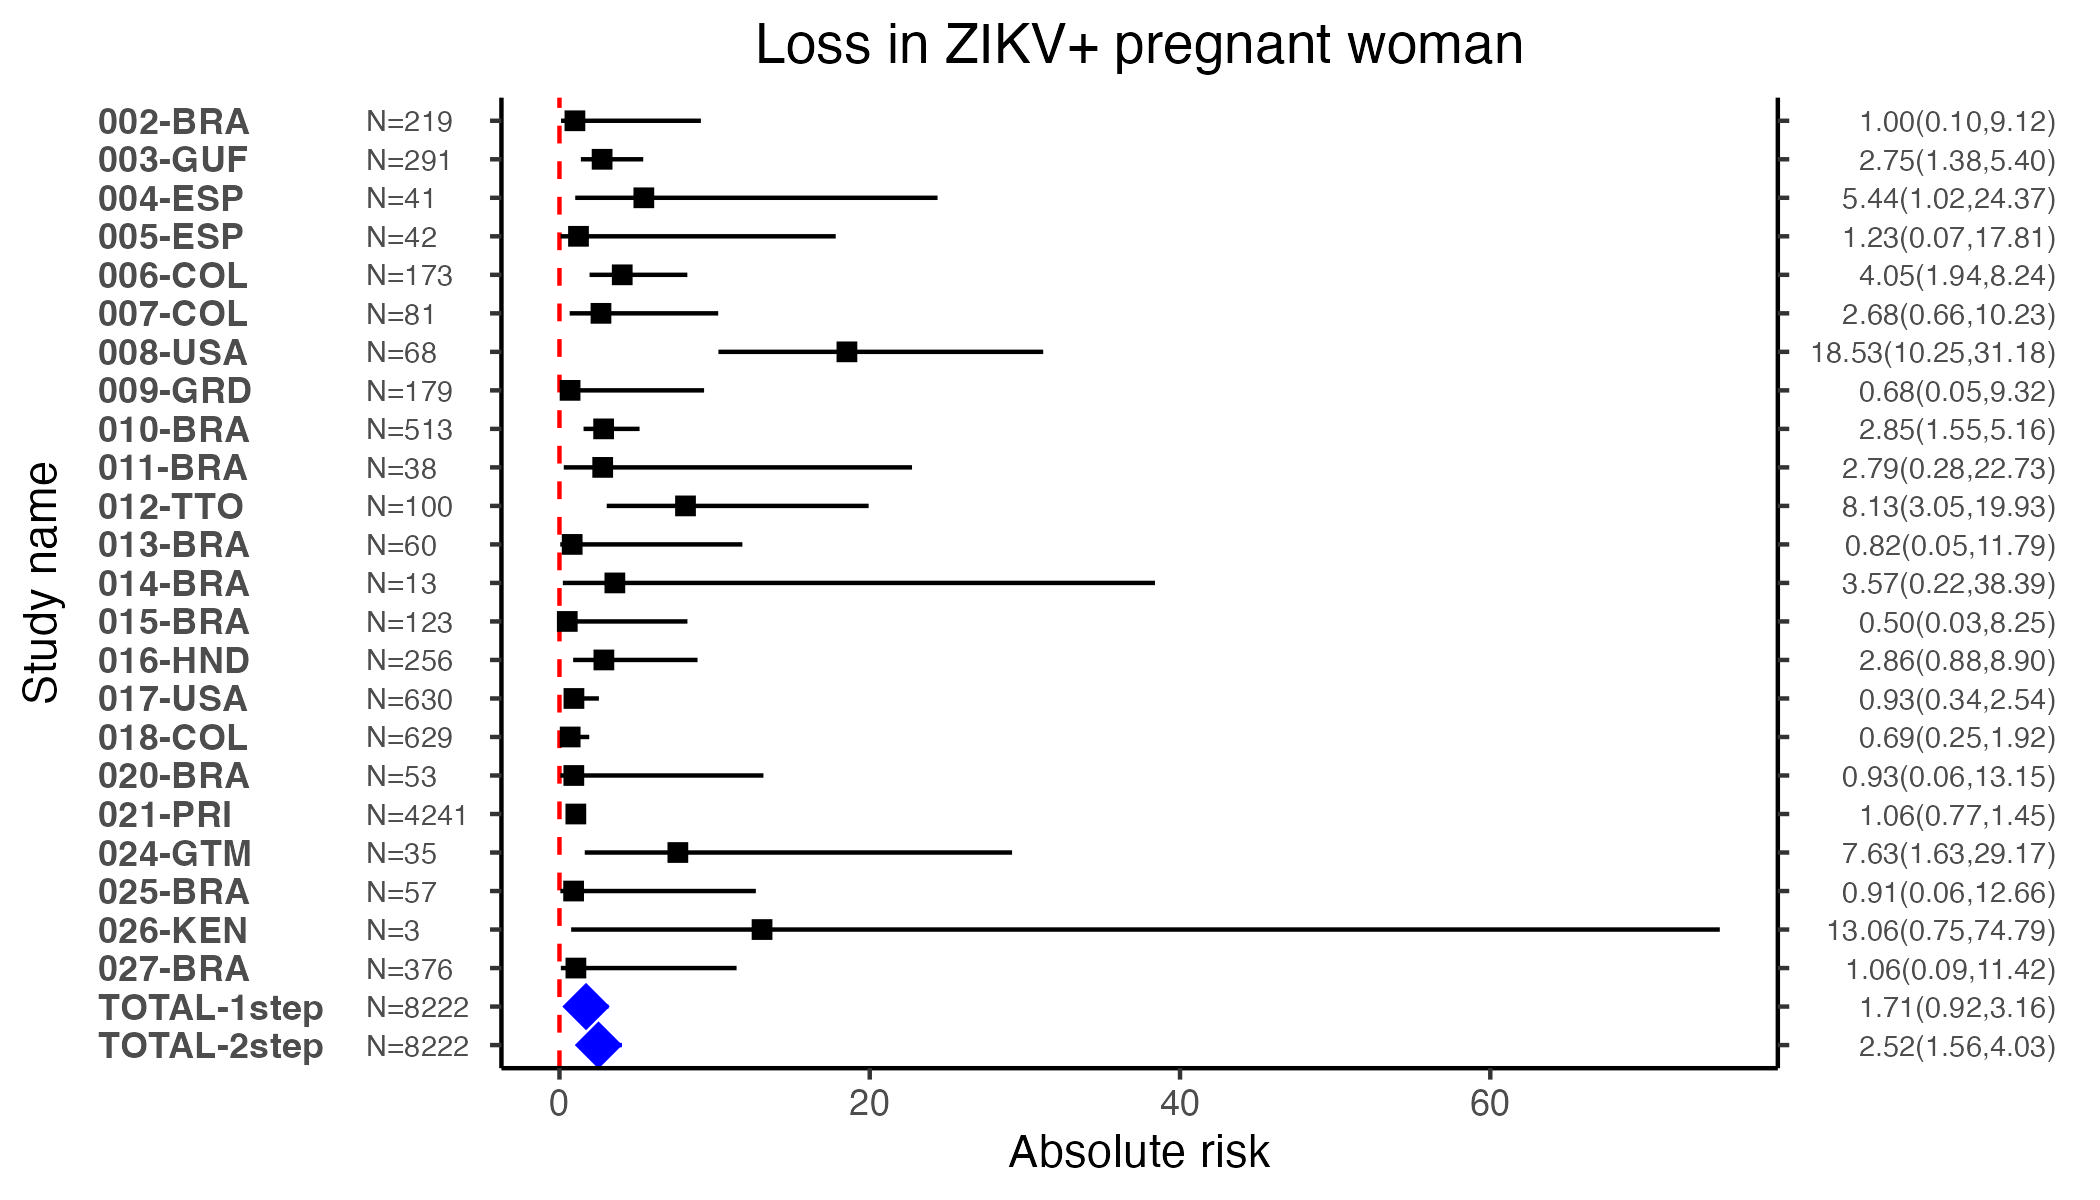 Loss in ZIKV+ pregnant woman
Study name
002-BRA N=219 1.00(0.10,9.12)
003-GUF N=291 2.75(1.38,5.40)
004-ESP N=41 5.44(1.02,24.37)
005-ESP N=42 1.23(0.07,17.81)
006-COL N=173 4.05(1.94,8.24)
007-COL N=81 2.68(0.66,10.23)
008-USA N=68 18.53(10.25,31.18)
009-GRD N=179 0.68(0.05,9.32)
010-BRA N=513 2.85(1.55,5.16)
011-BRA N=38 2.79(0.28,22.73)
012-TTO N=100 8.13(3.05,19.93)
013-BRA N=60 0.82(0.05,11.79)
014-BRA N=13 3.57(0.22,38.39)
015-BRA N=123 0.50(0.03,8.25)
016-HND N=256 2.86(0.88,8.90)
017-USA N=630 0.93(0.34,2.54)
018-COL N=629 0.69(0.25,1.92)
020-BRA N=53 0.93(0.06,13.15)
021-PRI N=4241 1.06(0.77,1.45)
024-GTM N=35 7.63(1.63,29.17)
025-BRA N=57 0.91(0.06,12.66)
026-KEN N=3 13.06(0.75,74.79)
027-BRA N=376 1.06(0.09,11.42)
TOTAL-1step N=8222 1.71(0.92,3.16)
TOTAL-2step N=8222 2.52(1.56,4.03)
0 20 40 60
Absolute risk